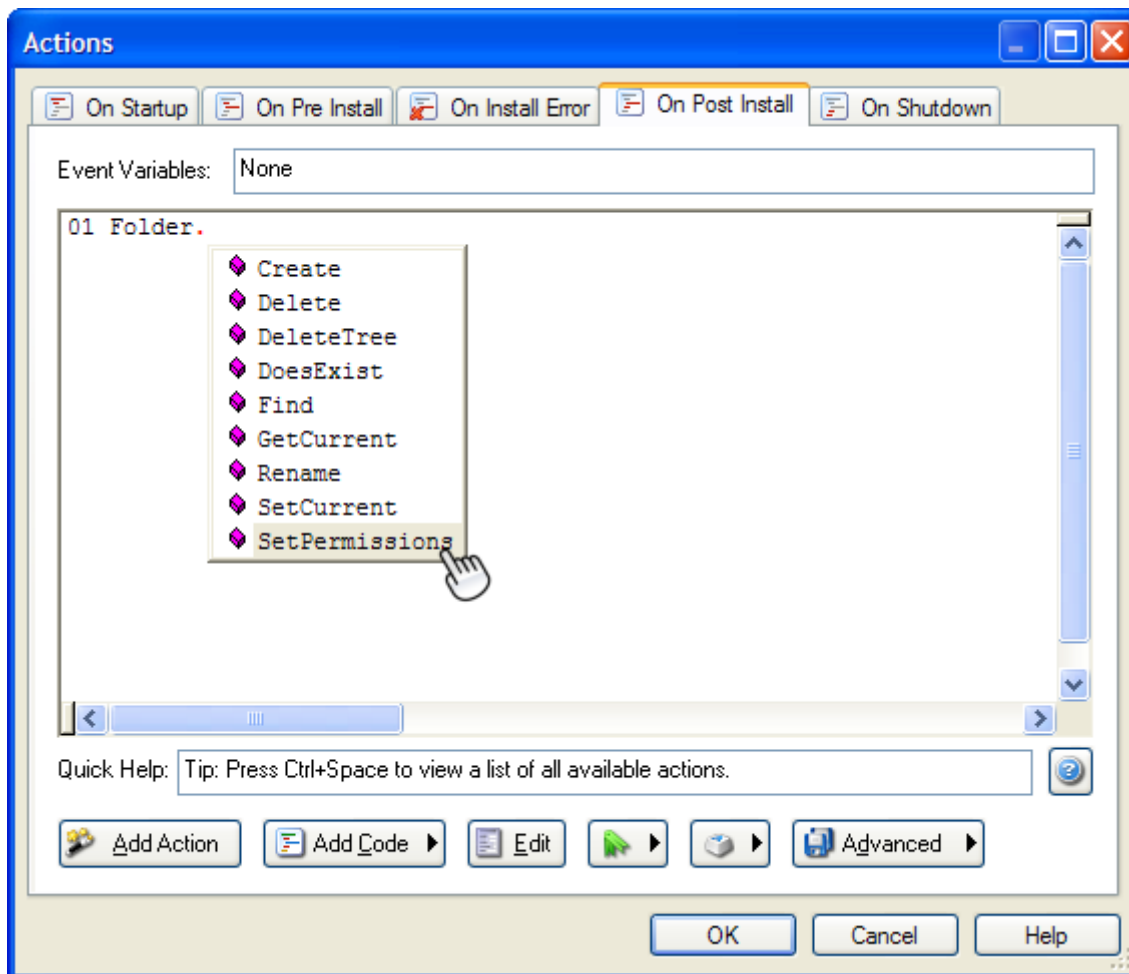 Actions
On Startup On Pre Install On Install Error On Post Install On Shutdown
Event Variables: None
01 Folder.
Create
Delete
DeleteTree
DoesExist
Find
GetCurrent
Rename
SetCurrent
SetPermissions
Quick Help: Tip: Press Ctrl+Space to view a list of all available actions.
Add Action Add Code Edit Advanced
OK Cancel Help